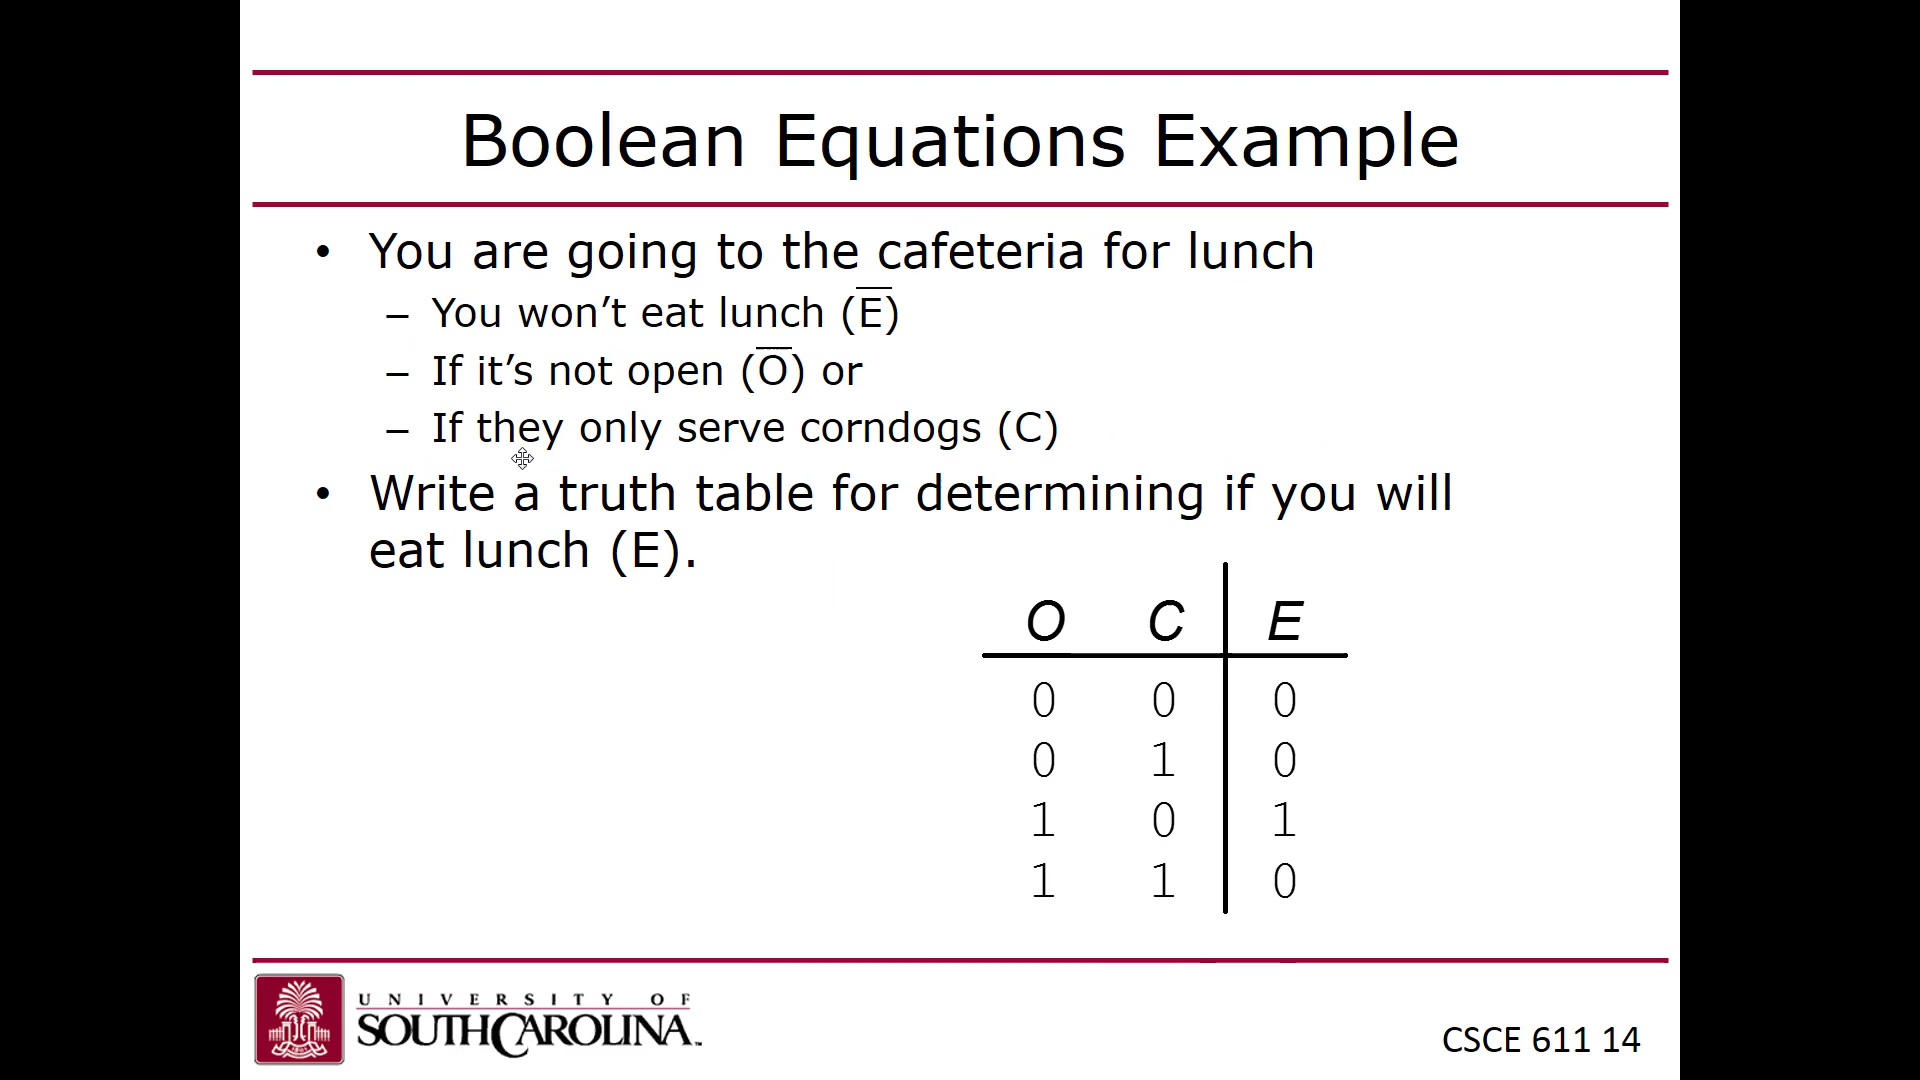 Boolean Equations Example
• You are going to the cafeteria for lunch
– You won’t eat lunch (E̅)
– If it’s not open (O̅) or
– If they only serve corndogs (C)
• Write a truth table for determining if you will
eat lunch (E).
O C E
0 0 0
0 1 0
1 0 1
1 1 0
UNIVERSITY OF
SOUTH CAROLINA™
CSCE 611 14